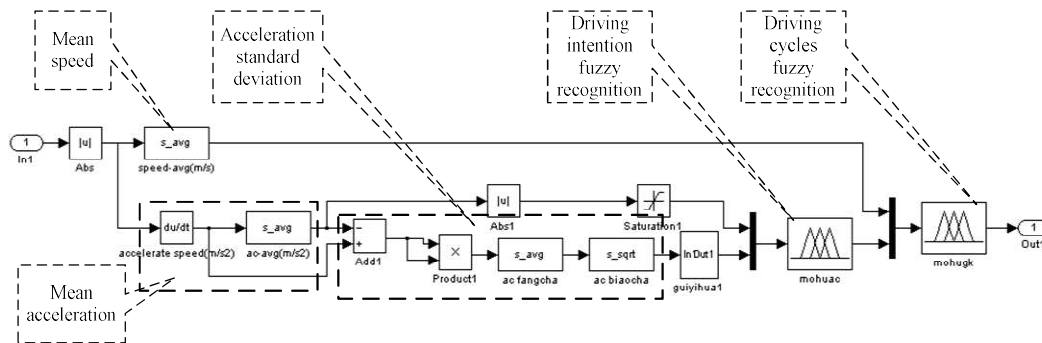 Mean
speed
Acceleration
standard
deviation
Driving
intention
fuzzy
recognition
Driving
cycles
fuzzy
recognition
1
In1
|u|
Abs
s_avg
speed-avg(m/s)
du/dt
accelerate speed(m/s2)
s_avg
ac-avg(m/s2)
|u|
Abs1
Saturation1
Add1
×
Product1
s_avg
ac fangcha
s_sqrt
ac biaocha
In Out1
guiyihua1
mohuac
mohugk
1
Out1
Mean
acceleration